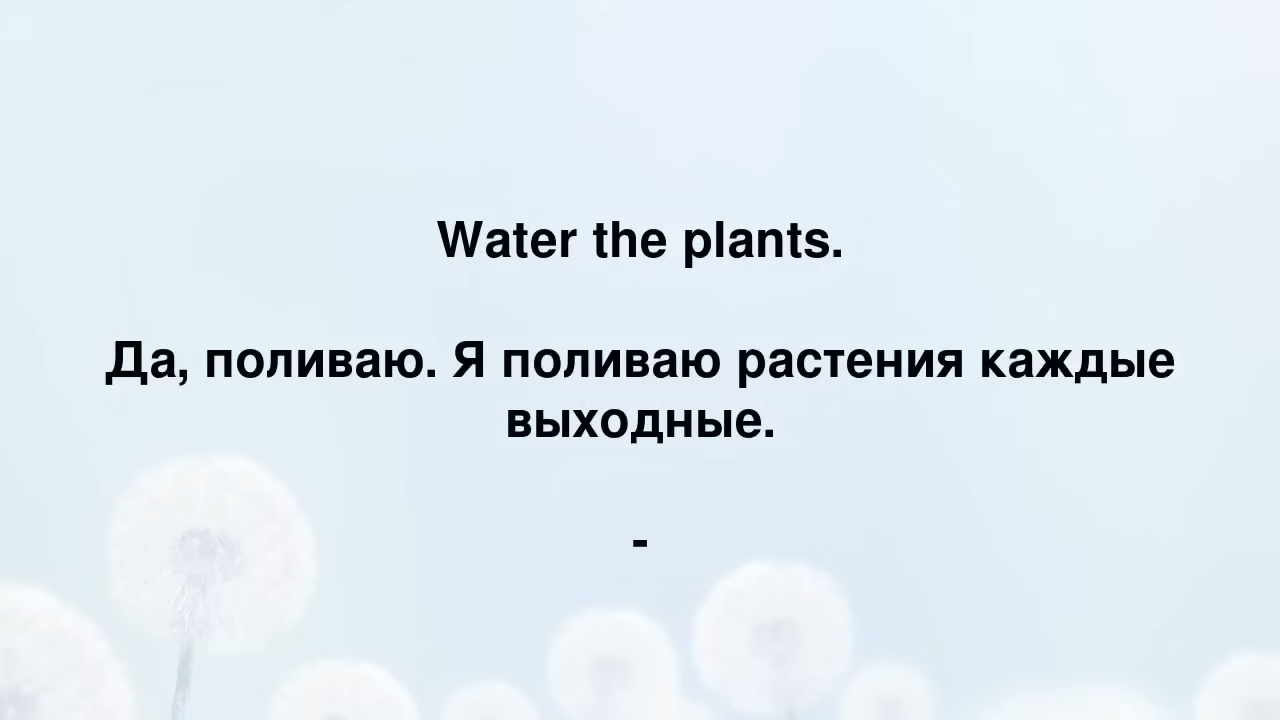 Water the plants.
Да, поливаю. Я поливаю растения каждые
выходные.
-